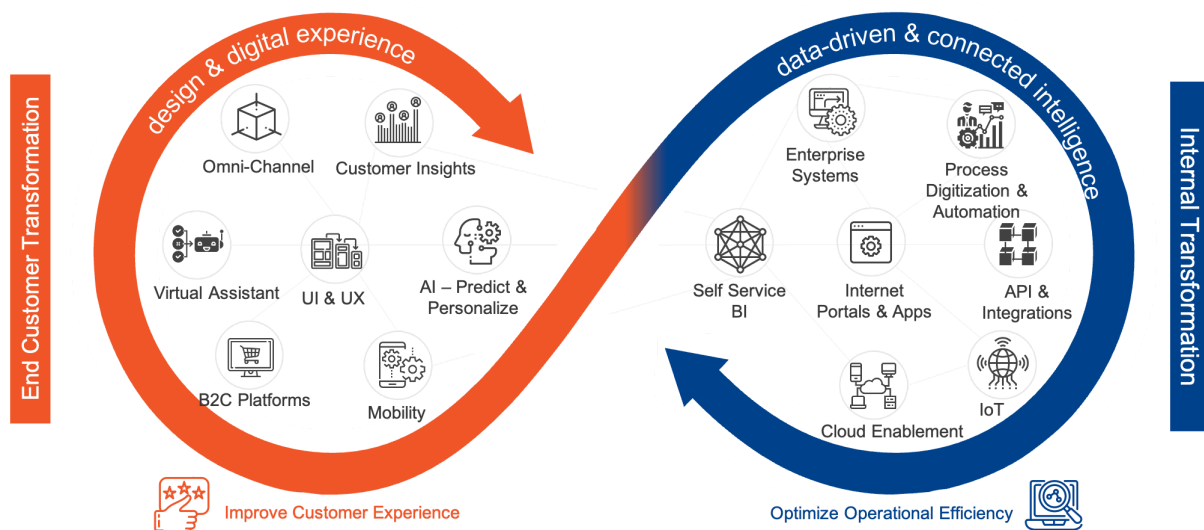 End Customer Transformation
design & digital experience
Omni-Channel
Customer Insights
Virtual Assistant
UI & UX
AI – Predict &
Personalize
B2C Platforms
Mobility
Improve Customer Experience
data-driven & connected intelligence
Enterprise
Systems
Process
Digitization &
Automation
Self Service
BI
Internet
Portals & Apps
API &
Integrations
Cloud Enablement
IoT
Optimize Operational Efficiency
Internal Transformation